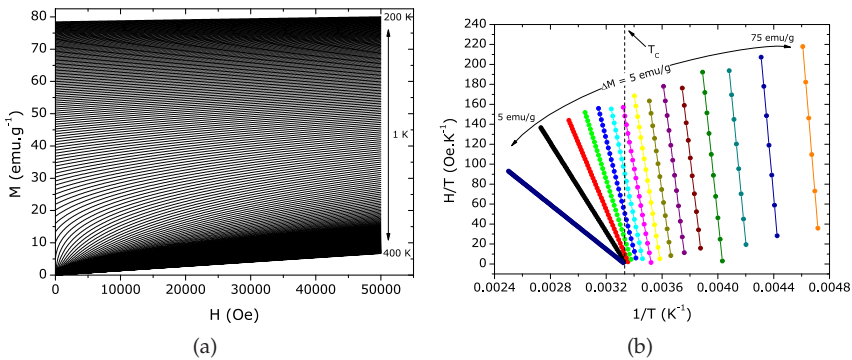 80
70
60
50
40
30
20
10
0
M (emu.g⁻¹)
200 K
1 K
400 K
0
10000
20000
30000
40000
50000
H (Oe)
(a)
240
220
200
180
160
140
120
100
80
60
40
20
0
H/T (Oe.K⁻¹)
T_C
75 emu/g
ΔM = 5 emu/g
5 emu/g
0.0024
0.0028
0.0032
0.0036
0.0040
0.0044
0.0048
1/T (K⁻¹)
(b)